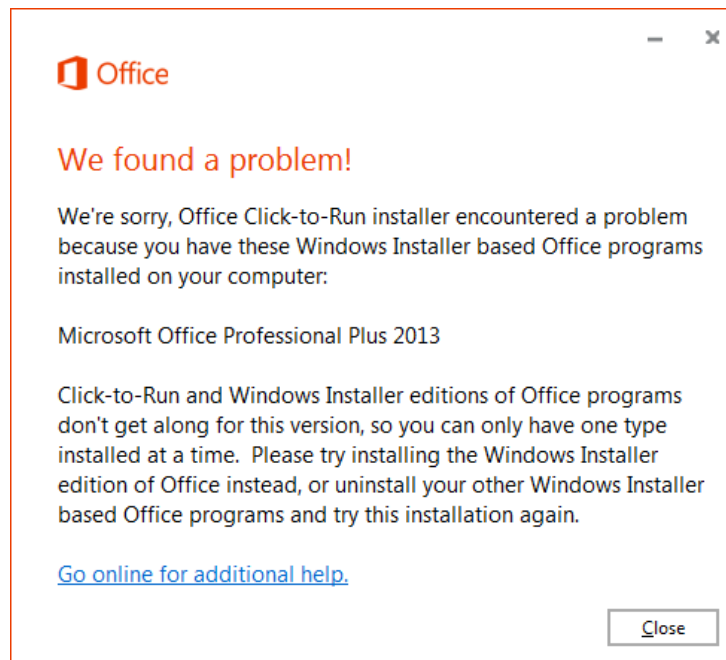 Office
We found a problem!
We're sorry, Office Click-to-Run installer encountered a problem
because you have these Windows Installer based Office programs
installed on your computer:
Microsoft Office Professional Plus 2013
Click-to-Run and Windows Installer editions of Office programs
don't get along for this version, so you can only have one type
installed at a time.  Please try installing the Windows Installer
edition of Office instead, or uninstall your other Windows Installer
based Office programs and try this installation again.
Go online for additional help.
Close